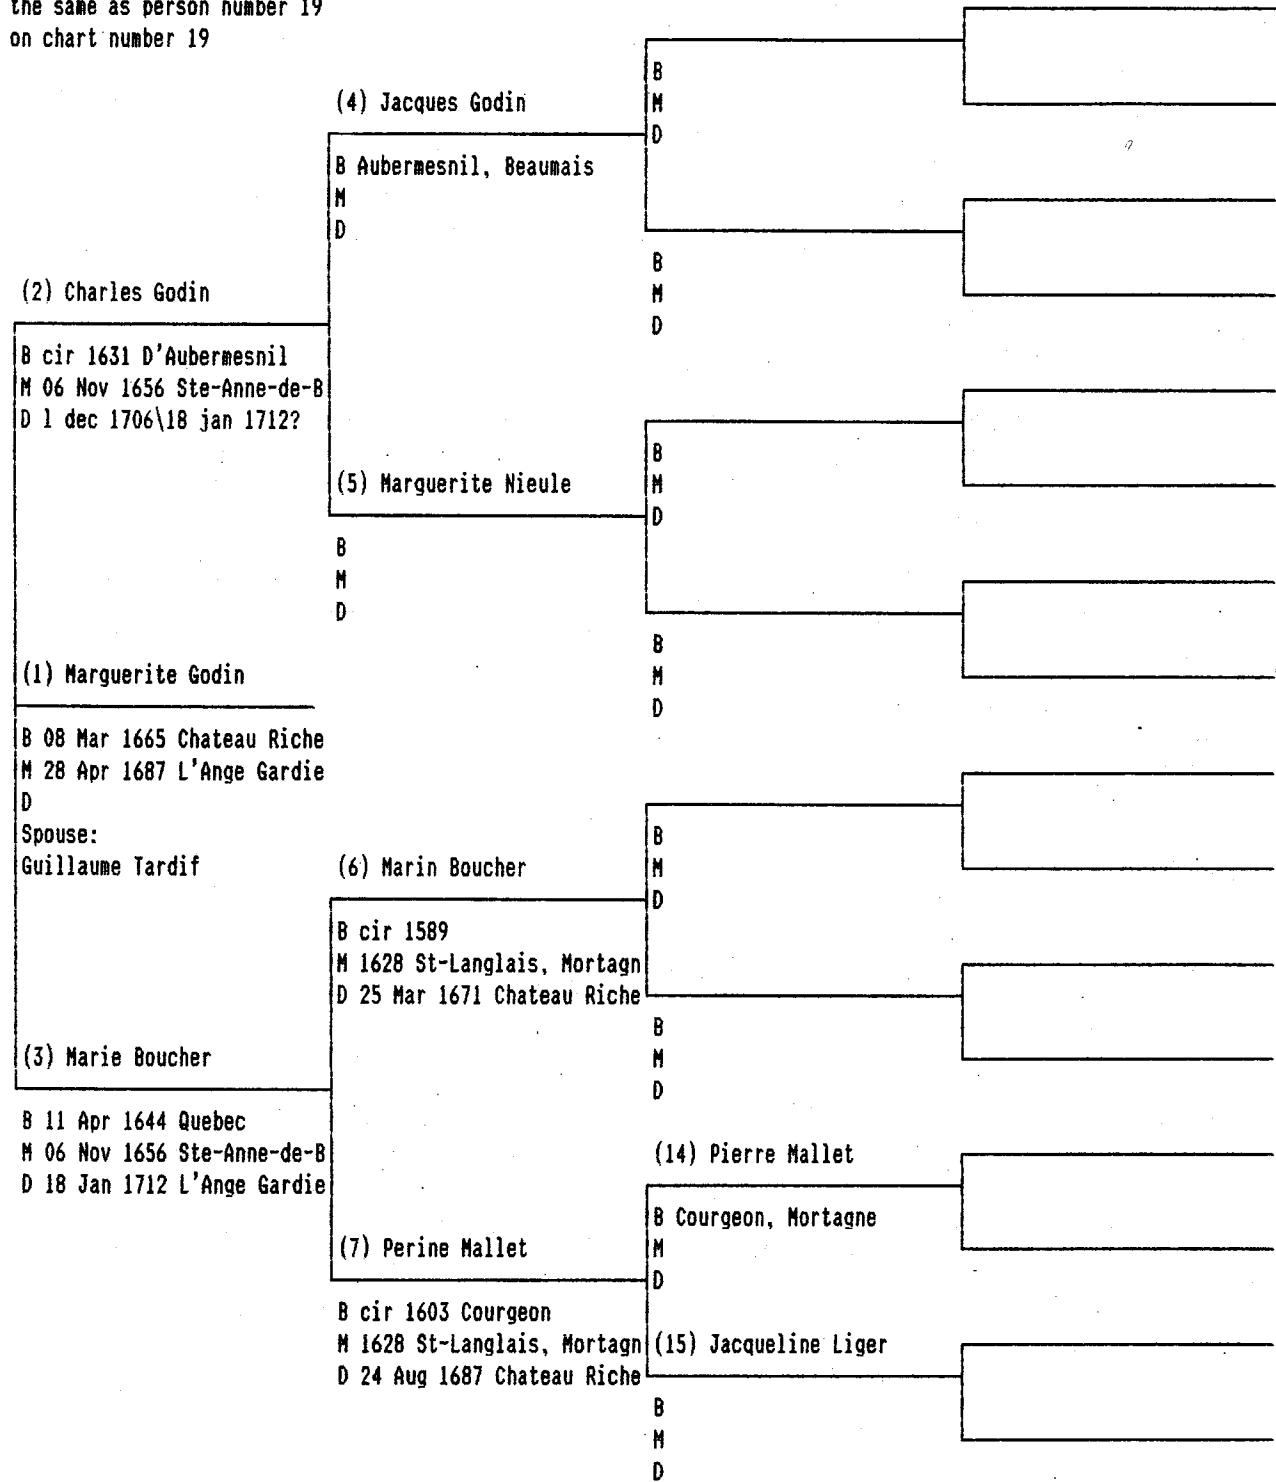 the same as person number 19
on chart number 19
B
M
D
(4) Jacques Godin
B Aubermesnil, Beaumais
M
D
B
M
D
(2) Charles Godin
B cir 1631 D'Aubermesnil
M 06 Nov 1656 Ste-Anne-de-B
D 1 dec 1706\18 jan 1712?
B
M
D
(5) Marguerite Nieule
B
M
D
B
M
D
(1) Marguerite Godin
B 08 Mar 1665 Chateau Riche
M 28 Apr 1687 L'Ange Gardie
D
Spouse:
Guillaume Tardif
B
M
D
(6) Marin Boucher
B cir 1589
M 1628 St-Langlais, Mortagn
D 25 Mar 1671 Chateau Riche
B
M
D
(3) Marie Boucher
B 11 Apr 1644 Quebec
M 06 Nov 1656 Ste-Anne-de-B
D 18 Jan 1712 L'Ange Gardie
(14) Pierre Mallet
B Courgeon, Mortagne
M
D
(7) Perine Mallet
B cir 1603 Courgeon
M 1628 St-Langlais, Mortagn
D 24 Aug 1687 Chateau Riche
(15) Jacqueline Liger
B
M
D